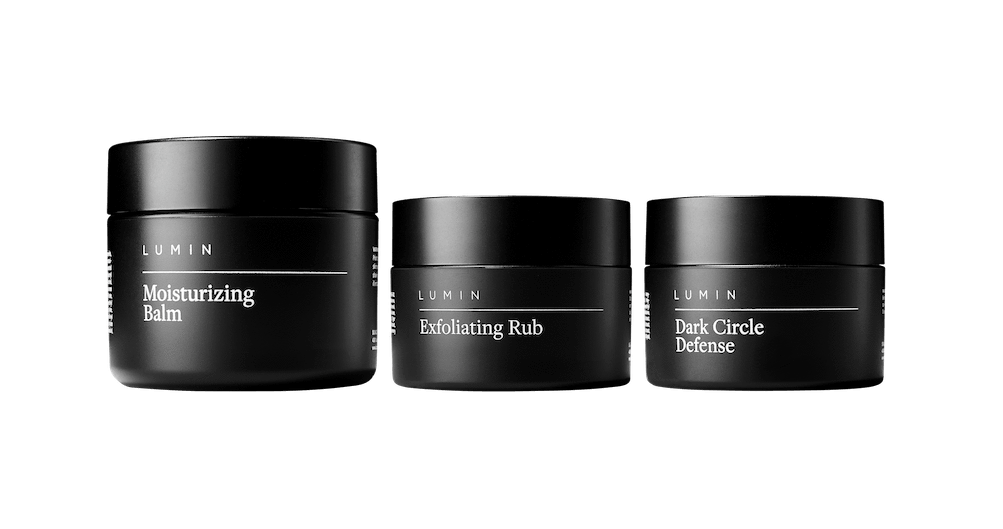 LUMIN
Moisturizing
Balm
LUMIN
Exfoliating Rub
LUMIN
Dark Circle
Defense